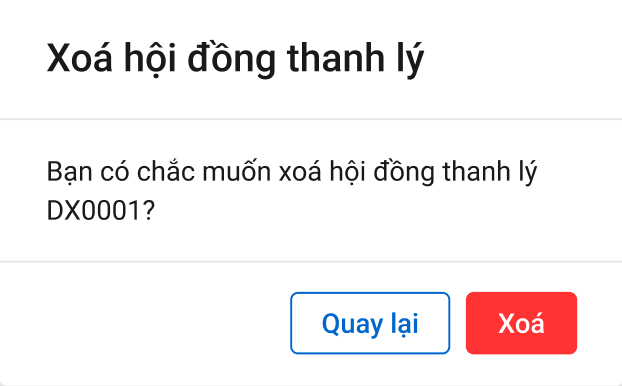 Xoá hội đồng thanh lý
Bạn có chắc muốn xoá hội đồng thanh lý
DX0001?
Quay lại
Xoá